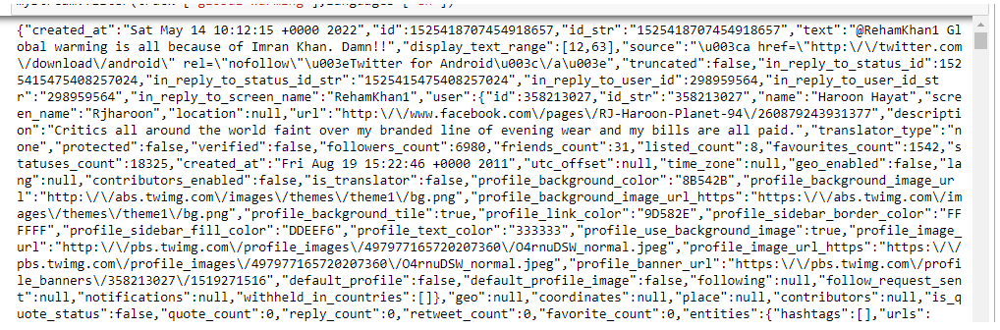 {"created_at":"Sat May 14 10:12:15 +0000 2022","id":1525418707454918657,"id_str":"1525418707454918657","text":"@RehamKhan1 Gl
obal warming is all because of Imran Khan. Damn!!","display_text_range":[12,63],"source":"\u003ca href=\"http:\/\/twitter.com
\/download\/android\" rel=\"nofollow\"\u003eTwitter for Android\u003c\/a\u003e","truncated":false,"in_reply_to_status_id":152
5415475408257024,"in_reply_to_status_id_str":"1525415475408257024","in_reply_to_user_id":298959564,"in_reply_to_user_id_st
r":"298959564","in_reply_to_screen_name":"RehamKhan1","user":{"id":358213027,"id_str":"358213027","name":"Haroon Hayat","scre
en_name":"Rjharoon","location":null,"url":"http:\/\/www.facebook.com\/pages\/RJ-Haroon-Planet-94\/260879243931377","descripti
on":"Critics all around the world faint over my branded line of evening wear and my bills are all paid.","translator_type":"n
one","protected":false,"verified":false,"followers_count":6980,"friends_count":31,"listed_count":8,"favourites_count":1542,"s
tatuses_count":18325,"created_at":"Fri Aug 19 15:22:46 +0000 2011","utc_offset":null,"time_zone":null,"geo_enabled":false,"la
ng":null,"contributors_enabled":false,"is_translator":false,"profile_background_color":"8B542B","profile_background_image_ur
l":"http:\/\/abs.twimg.com\/images\/themes\/theme1\/bg.png","profile_background_image_url_https":"https:\/\/abs.twimg.com\/im
ages\/themes\/theme1\/bg.png","profile_background_tile":true,"profile_link_color":"9D582E","profile_sidebar_border_color":"FF
FFFF","profile_sidebar_fill_color":"DDEEF6","profile_text_color":"333333","profile_use_background_image":true,"profile_image_
url":"http:\/\/pbs.twimg.com\/profile_images\/497977165720207360\/O4rnuDSW_normal.jpeg","profile_image_url_https":"https:\/\/
pbs.twimg.com\/profile_images\/497977165720207360\/O4rnuDSW_normal.jpeg","profile_banner_url":"https:\/\/pbs.twimg.com\/profi
le_banners\/358213027\/1519271516","default_profile":false,"default_profile_image":false,"following":null,"follow_request_sen
t":null,"notifications":null,"withheld_in_countries":[]},"geo":null,"coordinates":null,"place":null,"contributors":null,"is_q
uote_status":false,"quote_count":0,"reply_count":0,"retweet_count":0,"favorite_count":0,"entities":{"hashtags":[],"urls":